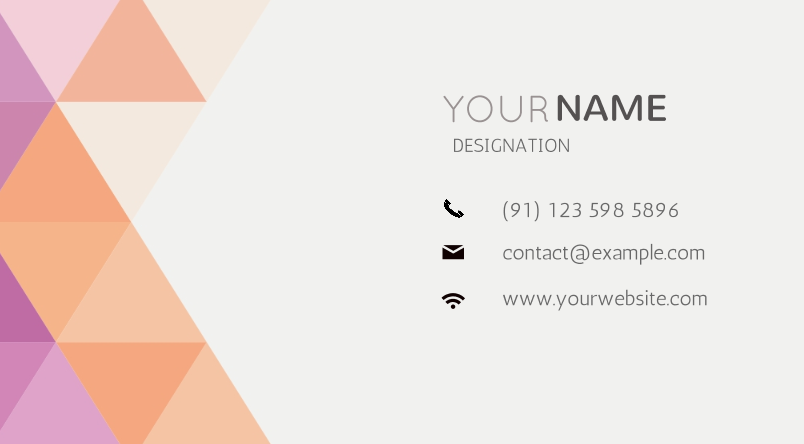 YOUR NAME
DESIGNATION
(91) 123 598 5896
contact@example.com
www.yourwebsite.com